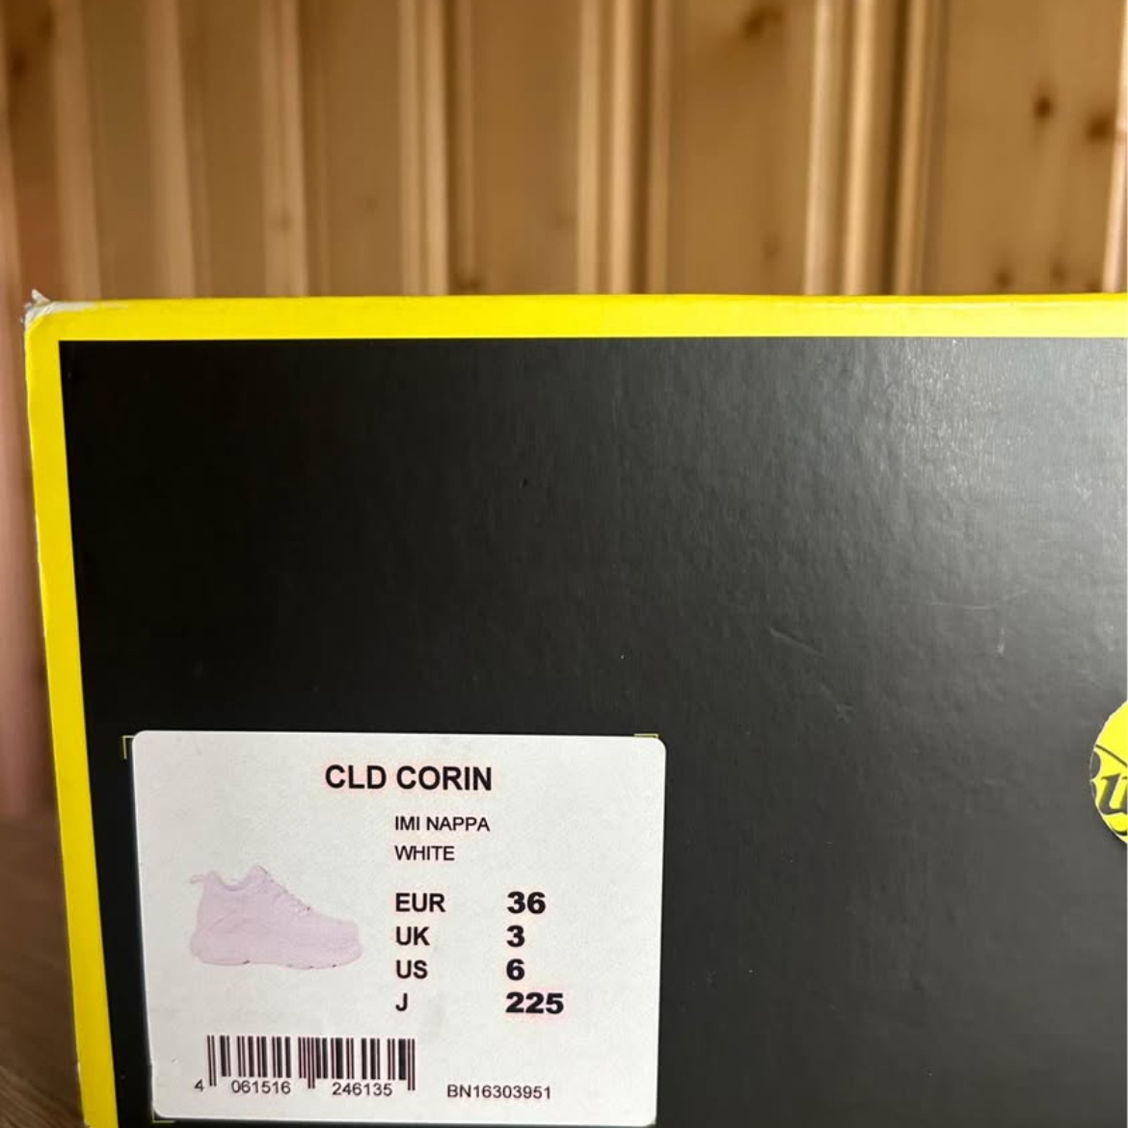 CLD CORIN
IMI NAPPA
WHITE
EUR 36
UK 3
US 6
J 225
4 061516 246135
BN16303951